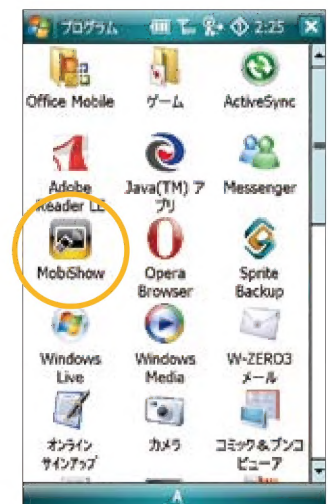 プログラム 2:25
Office Mobile
ゲーム
ActiveSync
Adobe
Reader LE
Java(TM) ア
プリ
Messenger
MobiShow
Opera
Browser
Sprite
Backup
Windows
Live
Windows
Media
W-ZERO3
メール
オンライン
サインアップ
カメラ
コミック&ブンコ
ビューア